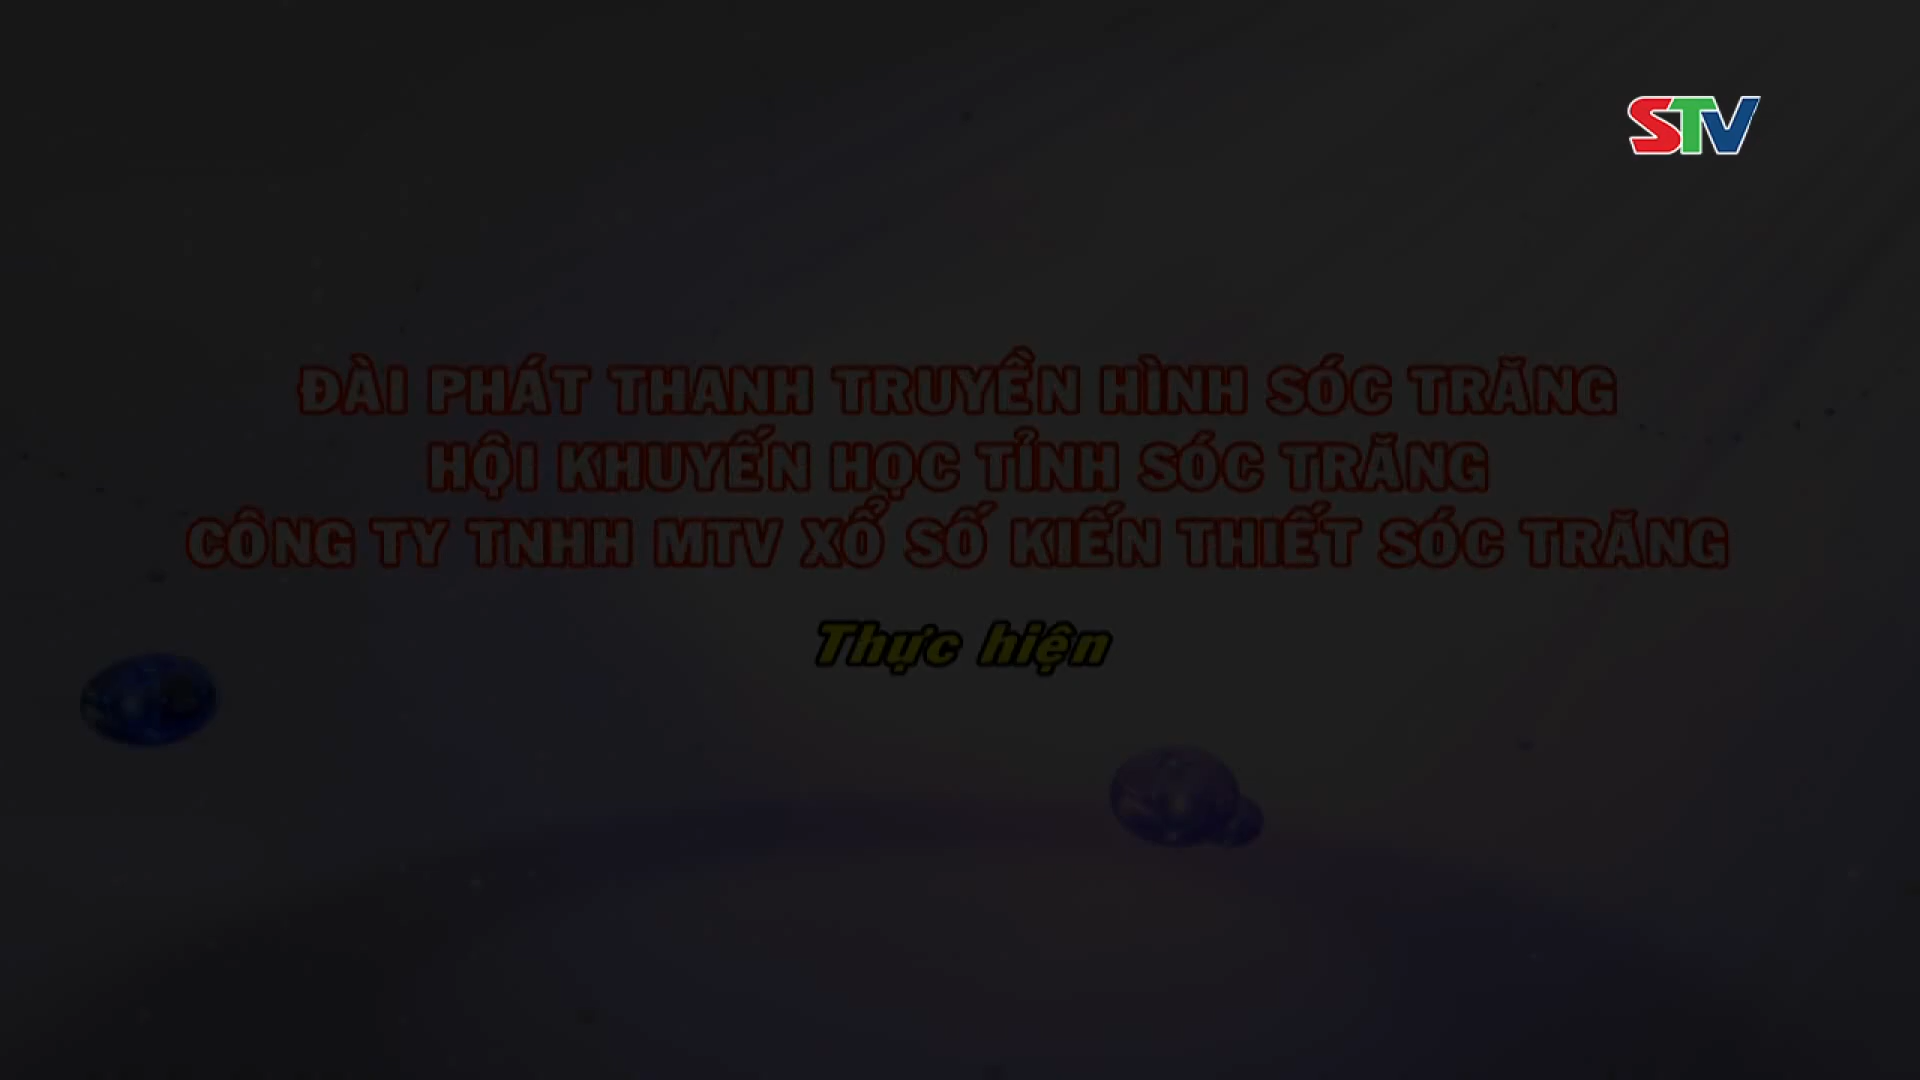 STV
ĐÀI PHÁT THANH TRUYỀN HÌNH SÓC TRĂNG
HỘI KHUYẾN HỌC TỈNH SÓC TRĂNG
CÔNG TY TNHH MTV XỔ SỐ KIẾN THIẾT SÓC TRĂNG
Thực hiện